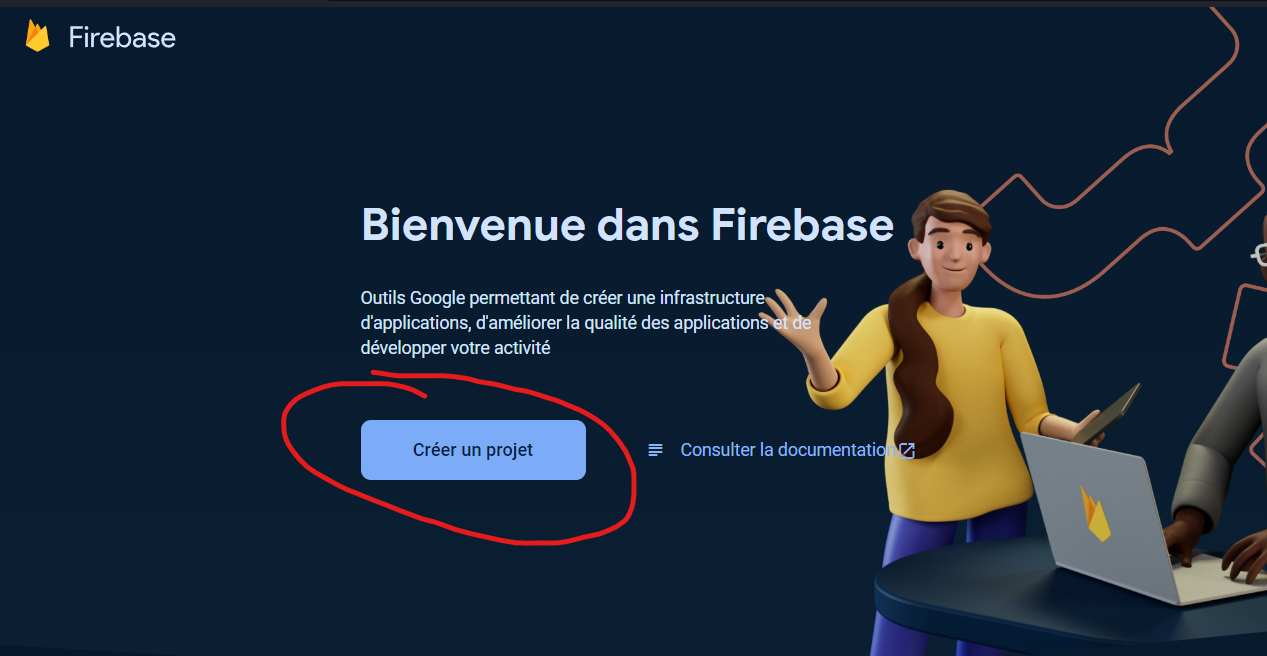 Firebase
Bienvenue dans Firebase
Outils Google permettant de créer une infrastructure
d'applications, d'améliorer la qualité des applications et de
développer votre activité
Créer un projet
Consulter la documentation